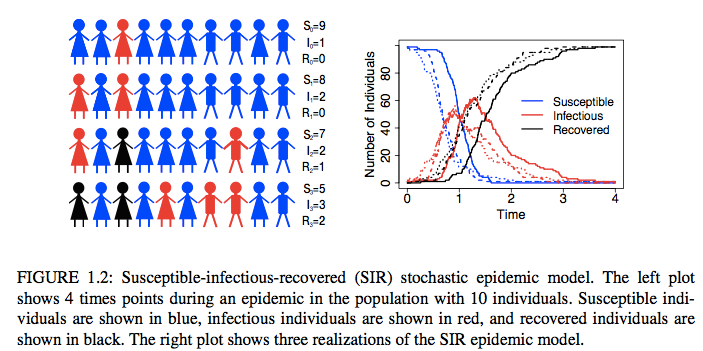 S₀=9
I₀=1
R₀=0
S₁=8
I₁=2
R₁=0
S₂=7
I₂=2
R₂=1
S₃=5
I₃=3
R₃=2
Number of Individuals
0 20 40 60 80
Susceptible
Infectious
Recovered
0 1 2 3 4
Time
FIGURE 1.2: Susceptible-infectious-recovered (SIR) stochastic epidemic model. The left plot
shows 4 times points during an epidemic in the population with 10 individuals. Susceptible indi-
viduals are shown in blue, infectious individuals are shown in red, and recovered individuals are
shown in black. The right plot shows three realizations of the SIR epidemic model.